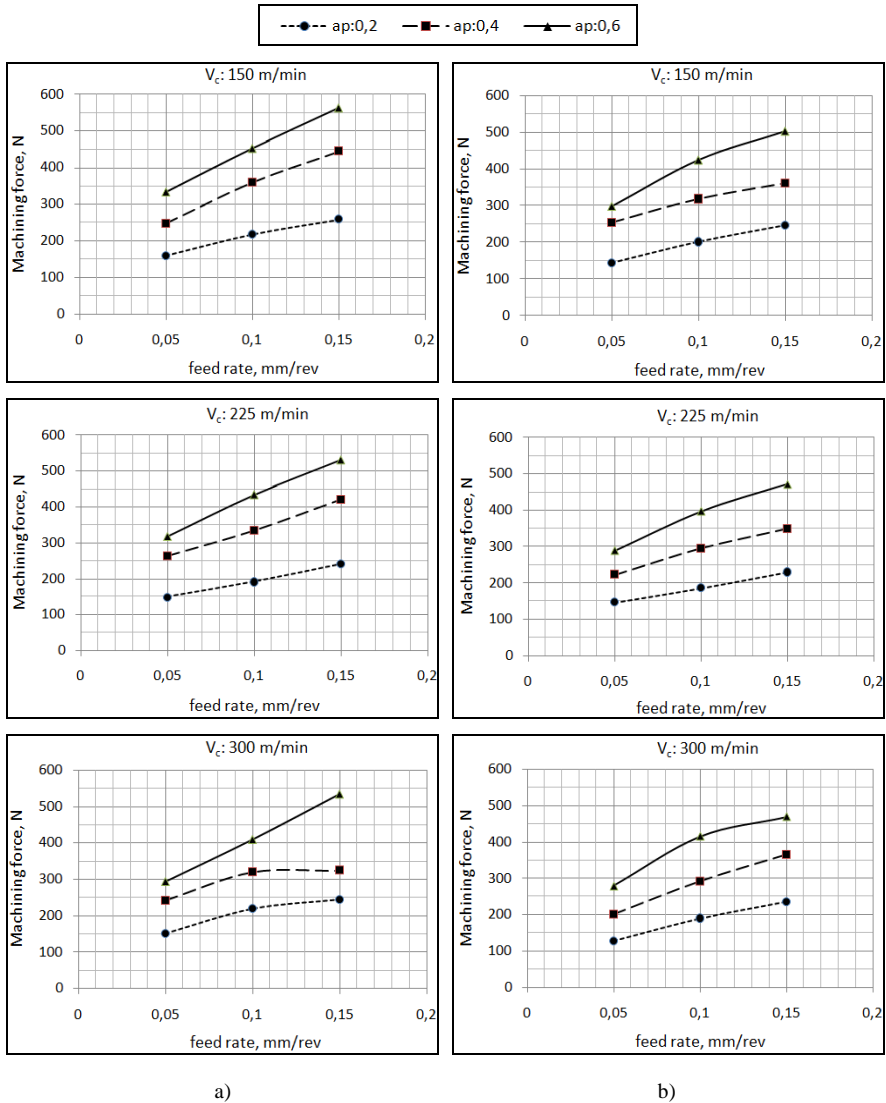 ap:0,2 ap:0,4 ap:0,6
Vc: 150 m/min
600
500
400
300
200
100
0
Machining force, N
0 0,05 0,1 0,15 0,2
feed rate, mm/rev
Vc: 150 m/min
600
500
400
300
200
100
0
Machining force, N
0 0,05 0,1 0,15 0,2
feed rate, mm/rev
Vc: 225 m/min
600
500
400
300
200
100
0
Machining force, N
0 0,05 0,1 0,15 0,2
feed rate, mm/rev
Vc: 225 m/min
600
500
400
300
200
100
0
Machining force, N
0 0,05 0,1 0,15 0,2
feed rate, mm/rev
Vc: 300 m/min
600
500
400
300
200
100
0
Machining force, N
0 0,05 0,1 0,15 0,2
feed rate, mm/rev
Vc: 300 m/min
600
500
400
300
200
100
0
Machining force, N
0 0,05 0,1 0,15 0,2
feed rate, mm/rev
a) b)